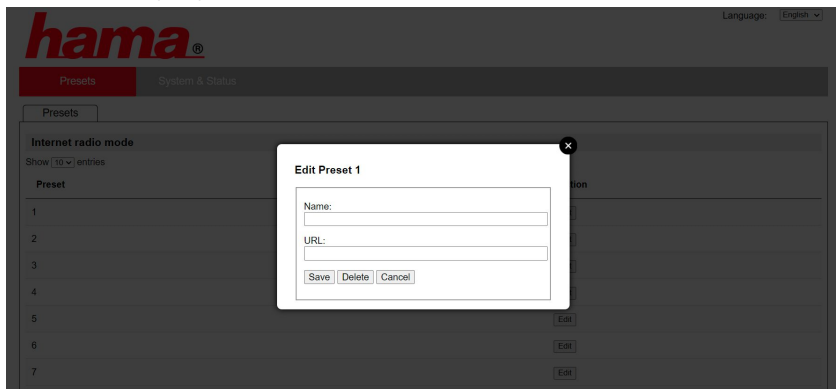 Language: English
hama®
Presets System & Status
Presets
Internet radio mode
Show 10 entries
Preset
Edit Preset 1
Name:
URL:
Save Delete Cancel
1
2
3
4
5 Edit
6 Edit
7 Edit